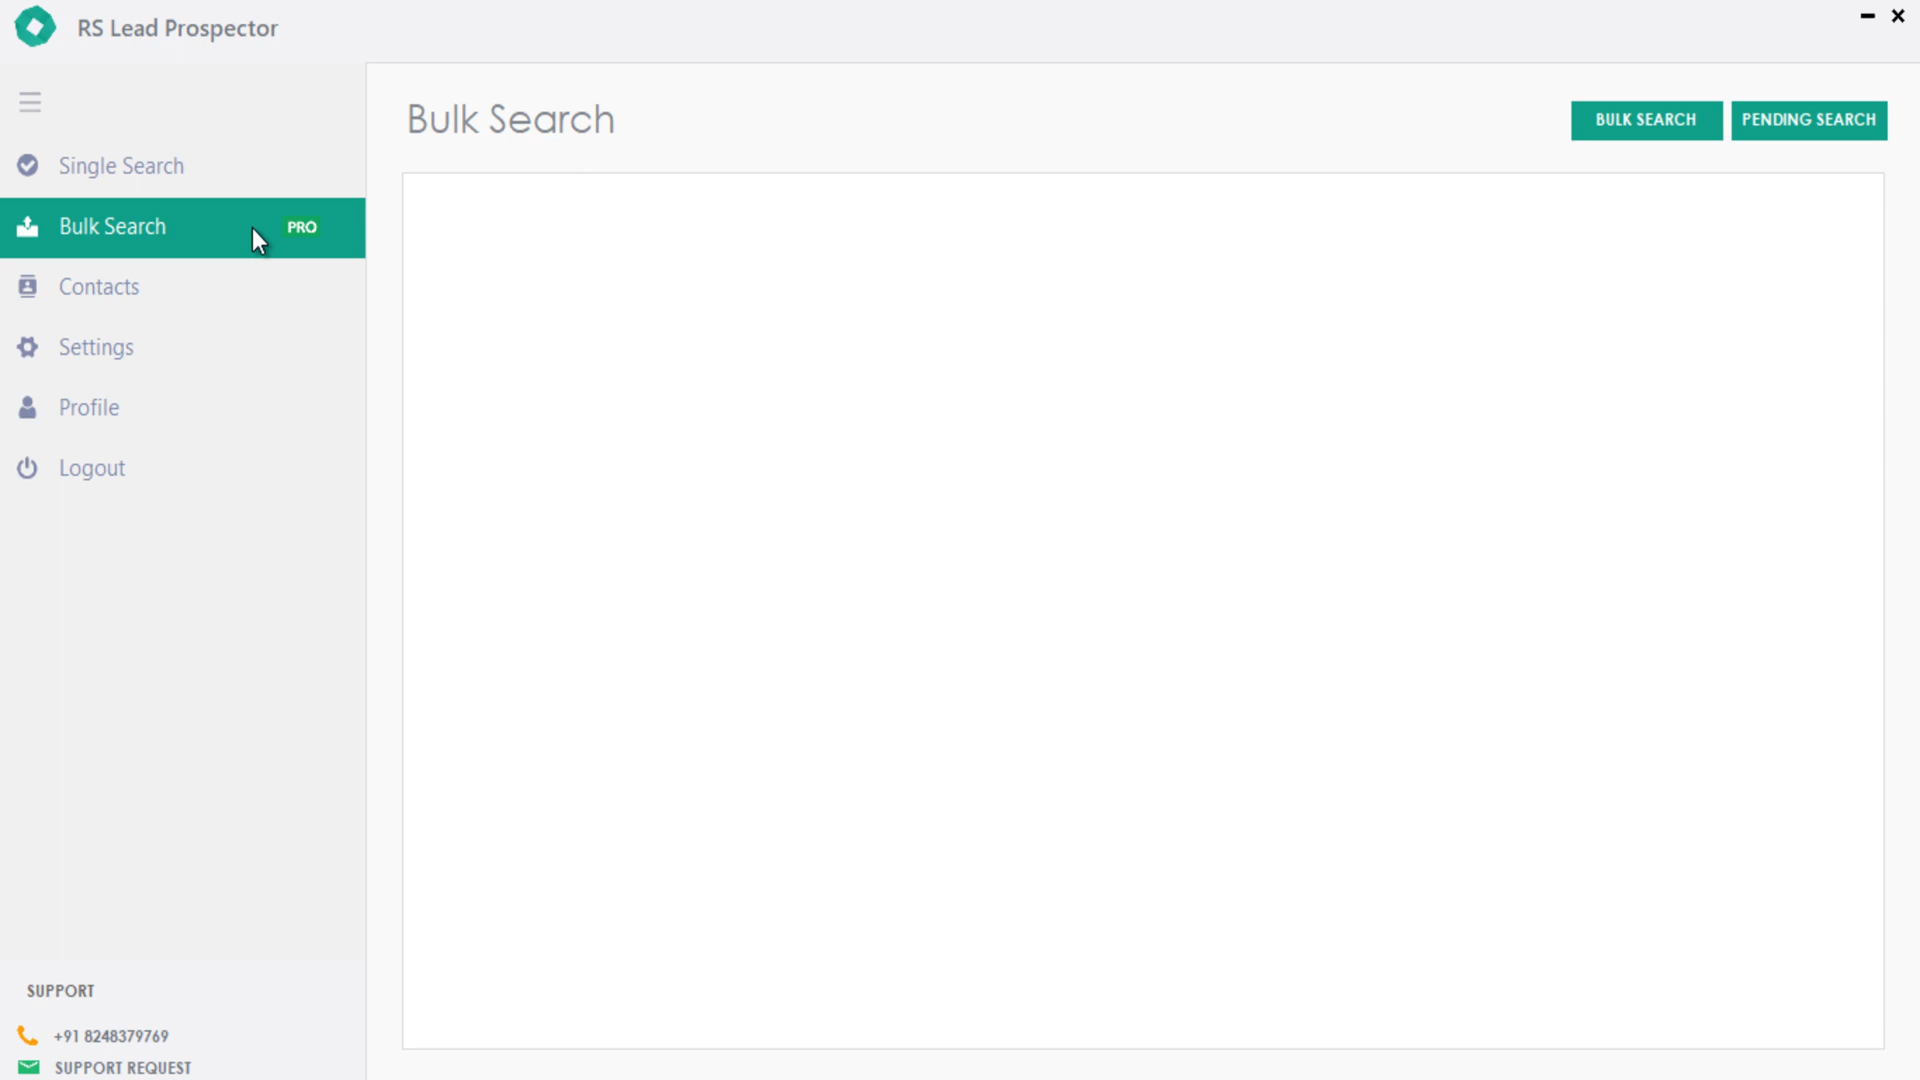 RS Lead Prospector
Single Search
Bulk Search PRO
Contacts
Settings
Profile
Logout
SUPPORT
+91 8248379769
SUPPORT REQUEST
Bulk Search
BULK SEARCH
PENDING SEARCH